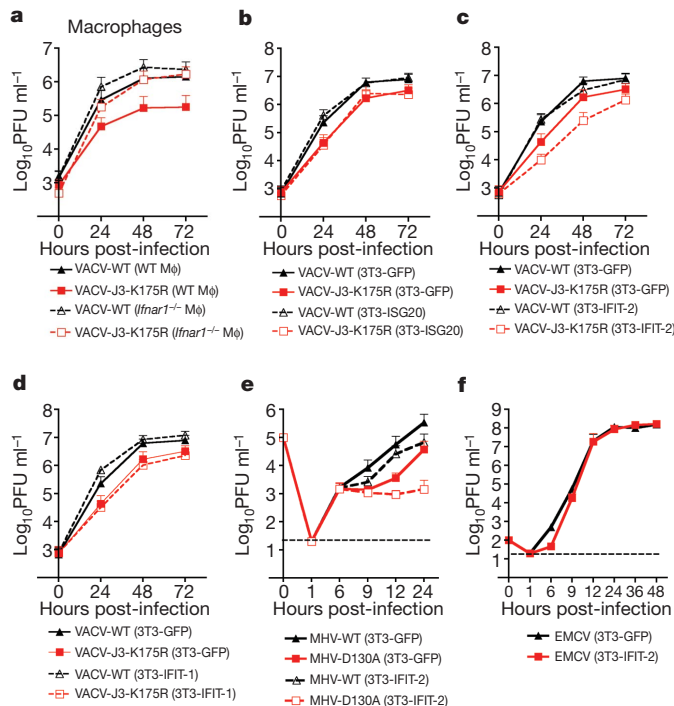 a
Macrophages
Log10PFU ml–1
7
6
5
4
3
0 24 48 72
Hours post-infection
VACV-WT (WT Mϕ)
VACV-J3-K175R (WT Mϕ)
VACV-WT (Ifnar1–/– Mϕ)
VACV-J3-K175R (Ifnar1–/– Mϕ)
b
Log10PFU ml–1
8
7
6
5
4
3
0 24 48 72
Hours post-infection
VACV-WT (3T3-GFP)
VACV-J3-K175R (3T3-GFP)
VACV-WT (3T3-ISG20)
VACV-J3-K175R (3T3-ISG20)
c
Log10PFU ml–1
8
7
6
5
4
3
0 24 48 72
Hours post-infection
VACV-WT (3T3-GFP)
VACV-J3-K175R (3T3-GFP)
VACV-WT (3T3-IFIT-2)
VACV-J3-K175R (3T3-IFIT-2)
d
Log10PFU ml–1
8
7
6
5
4
3
0 24 48 72
Hours post-infection
VACV-WT (3T3-GFP)
VACV-J3-K175R (3T3-GFP)
VACV-WT (3T3-IFIT-1)
VACV-J3-K175R (3T3-IFIT-1)
e
Log10PFU ml–1
6
5
4
3
2
1
0 1 6 9 12 24
Hours post-infection
MHV-WT (3T3-GFP)
MHV-D130A (3T3-GFP)
MHV-WT (3T3-IFIT-2)
MHV-D130A (3T3-IFIT-2)
f
Log10PFU ml–1
9
8
7
6
5
4
3
2
1
0 1 6 9 12 24 36 48
Hours post-infection
EMCV (3T3-GFP)
EMCV (3T3-IFIT-2)